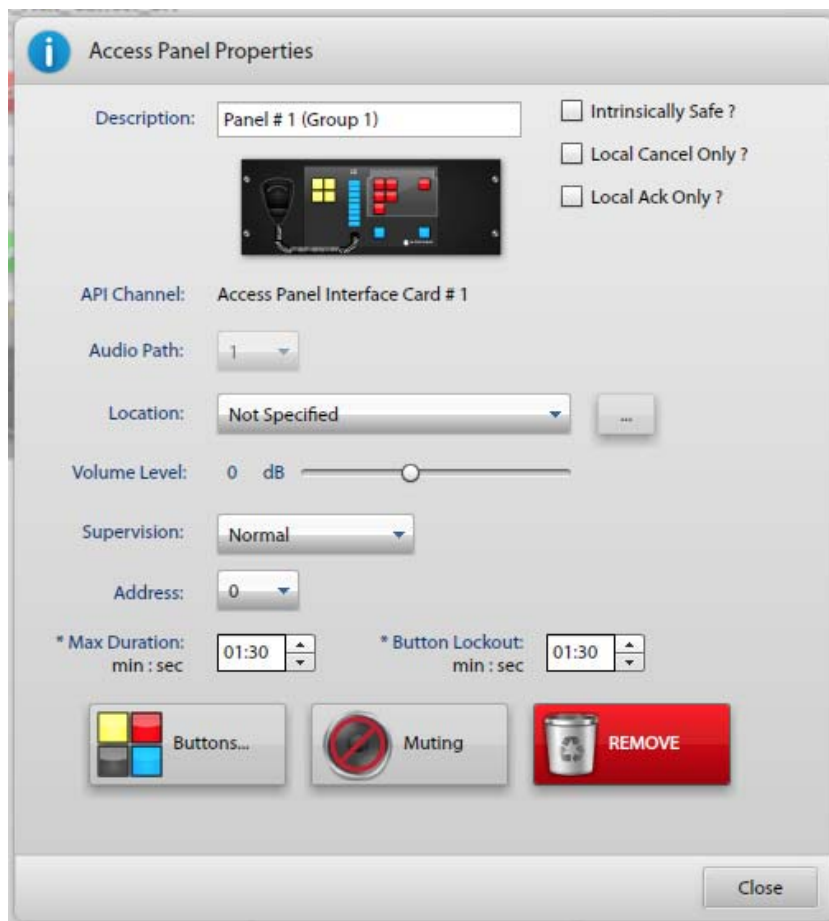 Access Panel Properties
Description:
Panel # 1 (Group 1)
Intrinsically Safe ?
Local Cancel Only ?
Local Ack Only ?
API Channel:
Access Panel Interface Card # 1
Audio Path:
1
Location:
Not Specified
...
Volume Level:
0 dB
Supervision:
Normal
Address:
0
* Max Duration:
min : sec
01:30
* Button Lockout:
min : sec
01:30
Buttons...
Muting
REMOVE
Close